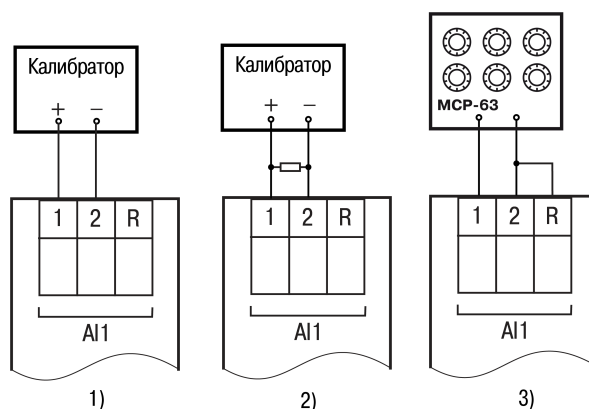 Калибратор
+ −
1 2 R
AI1
1)
Калибратор
+ −
1 2 R
AI1
2)
МСР-63
1 2 R
AI1
3)